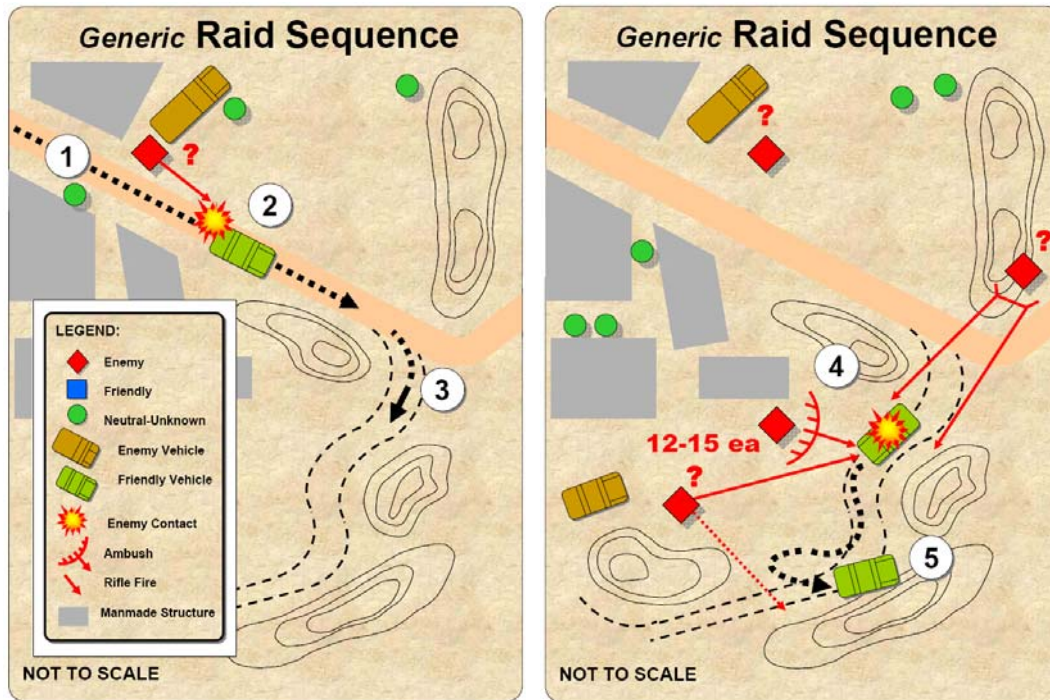 Generic Raid Sequence
1
?
2
3
LEGEND:
Enemy
Friendly
Neutral-Unknown
Enemy Vehicle
Friendly Vehicle
Enemy Contact
Ambush
Rifle Fire
Manmade Structure
NOT TO SCALE
Generic Raid Sequence
?
?
4
12-15 ea
?
5
NOT TO SCALE